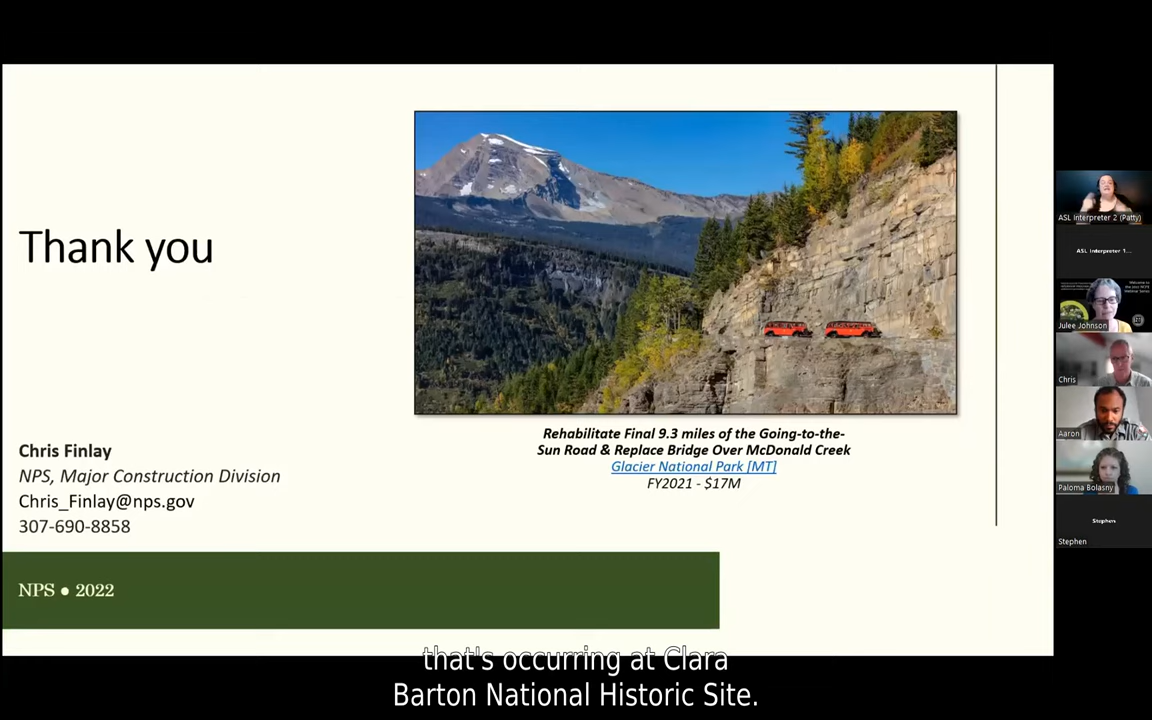 Thank you
Chris Finlay
NPS, Major Construction Division
Chris_Finlay@nps.gov
307-690-8858
NPS • 2022
Rehabilitate Final 9.3 miles of the Going-to-the-
Sun Road & Replace Bridge Over McDonald Creek
Glacier National Park [MT]
FY2021 - $17M
ASL Interpreter 2 (Patty)
ASL Interpreter 1...
Julee Johnson
Chris
Aaron
Paloma Bolasny
Stephen
Stephen
that's occurring at Clara
Barton National Historic Site.